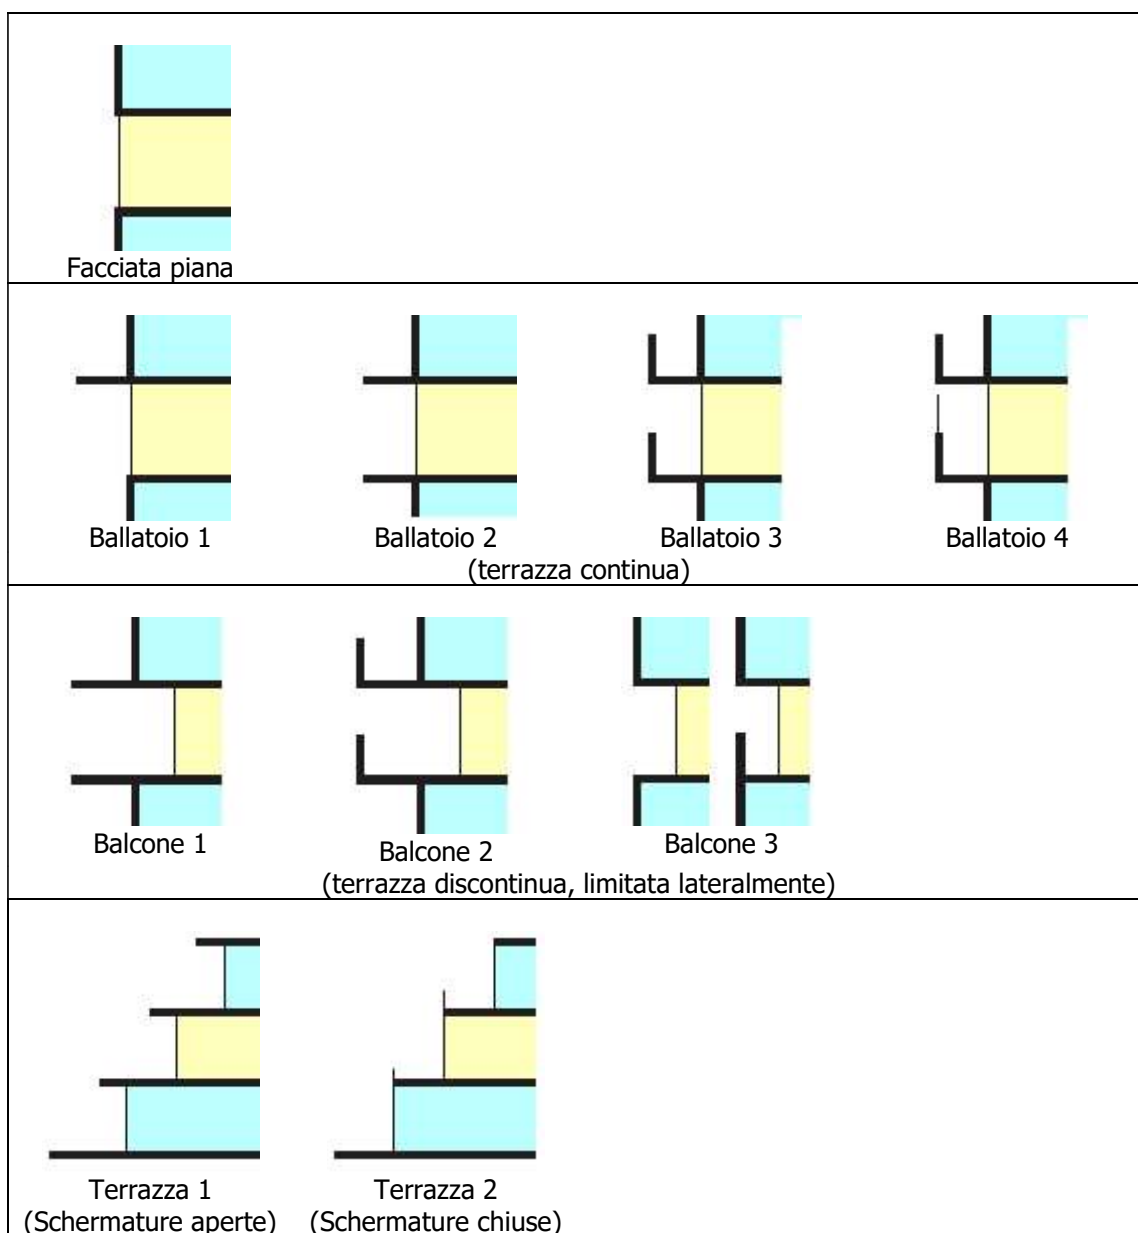 Facciata piana
Ballatoio 1 Ballatoio 2 Ballatoio 3 Ballatoio 4
(terrazza continua)
Balcone 1 Balcone 2 Balcone 3
(terrazza discontinua, limitata lateralmente)
Terrazza 1 Terrazza 2
(Schermature aperte) (Schermature chiuse)